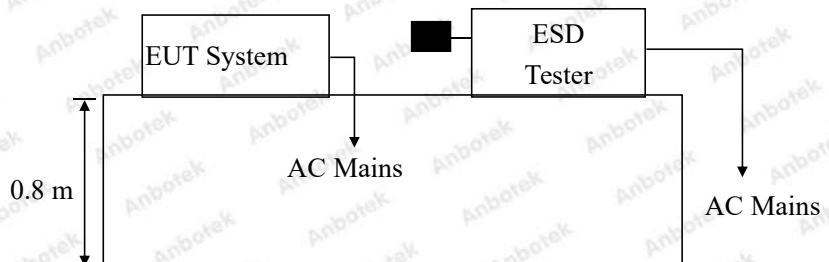 EUT System
ESD
Tester
AC Mains
0.8 m
AC Mains